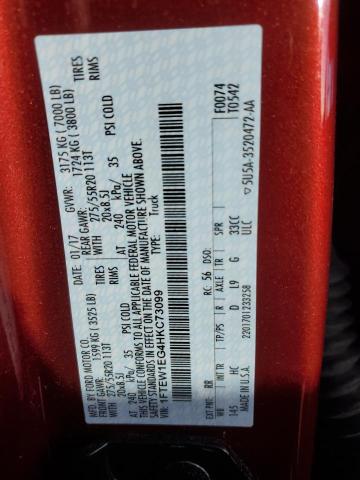 MFD. BY FORD MOTOR CO.
DATE: 01/17 GVWR: 3175 KG ( 7000 LB)
FRONT GAWR: 1599 KG ( 3525 LB) REAR GAWR: 1724 KG ( 3800 LB)
275/55R20 113T TIRES WITH 275/55R20 113T TIRES
20x8.5J RIMS 20x8.5J RIMS
AT 240 kPa/ 35 PSI COLD AT 240 kPa/ 35 PSI COLD
THIS VEHICLE CONFORMS TO ALL APPLICABLE FEDERAL MOTOR VEHICLE
SAFETY AND THEFT PREVENTION STANDARDS IN EFFECT ON THE DATE OF MANUFACTURE SHOWN ABOVE.
VIN: 1FTEW1EG4HKC73099 TYPE: Truck
F0074
T0542
EXT PNT: RR RC: 56 DSO:
WB INT TR TP/PS R AXLE TR SPR
145 HC D L9 G 33CC
MADE IN U.S.A. ULC
2201701233258
5U5A-3520472-AA